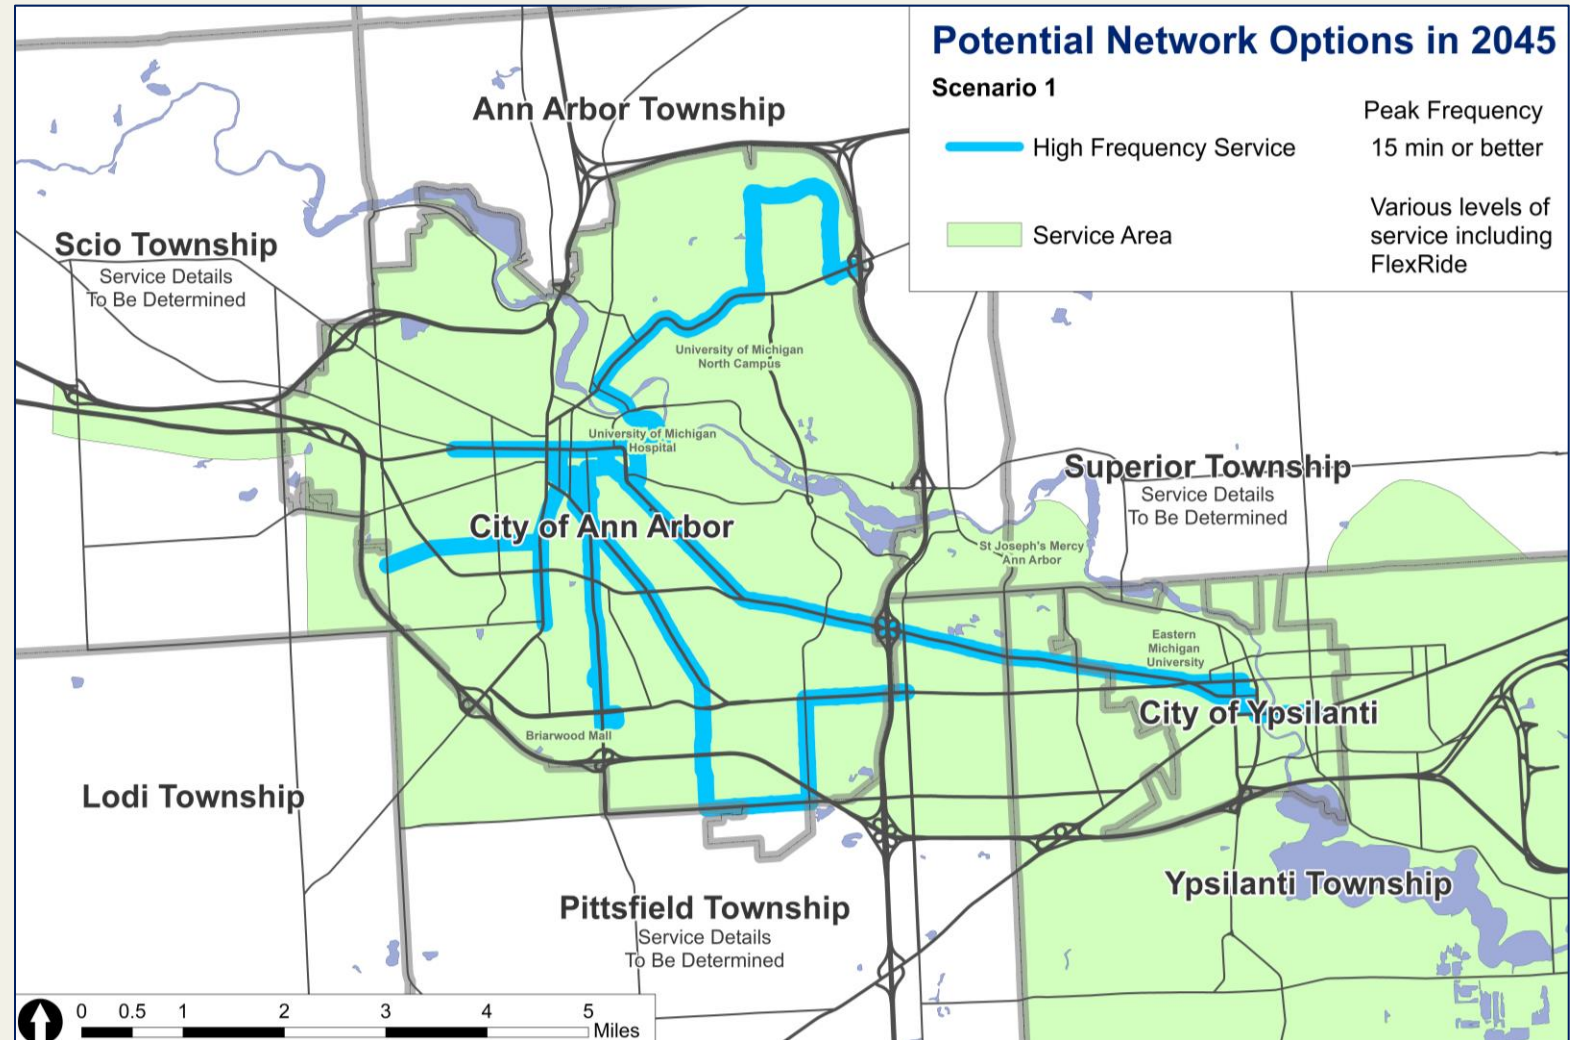 Potential Network Options in 2045
Scenario 1
Peak Frequency
High Frequency Service
15 min or better
Service Area
Various levels of
service including
FlexRide
Ann Arbor Township
Scio Township
Service Details
To Be Determined
University of Michigan
North Campus
University of Michigan
Hospital
Superior Township
Service Details
To Be Determined
City of Ann Arbor
St Joseph's Mercy
Ann Arbor
Eastern
Michigan
University
City of Ypsilanti
Briarwood Mall
Lodi Township
Ypsilanti Township
Pittsfield Township
Service Details
To Be Determined
0 0.5 1 2 3 4 5
Miles